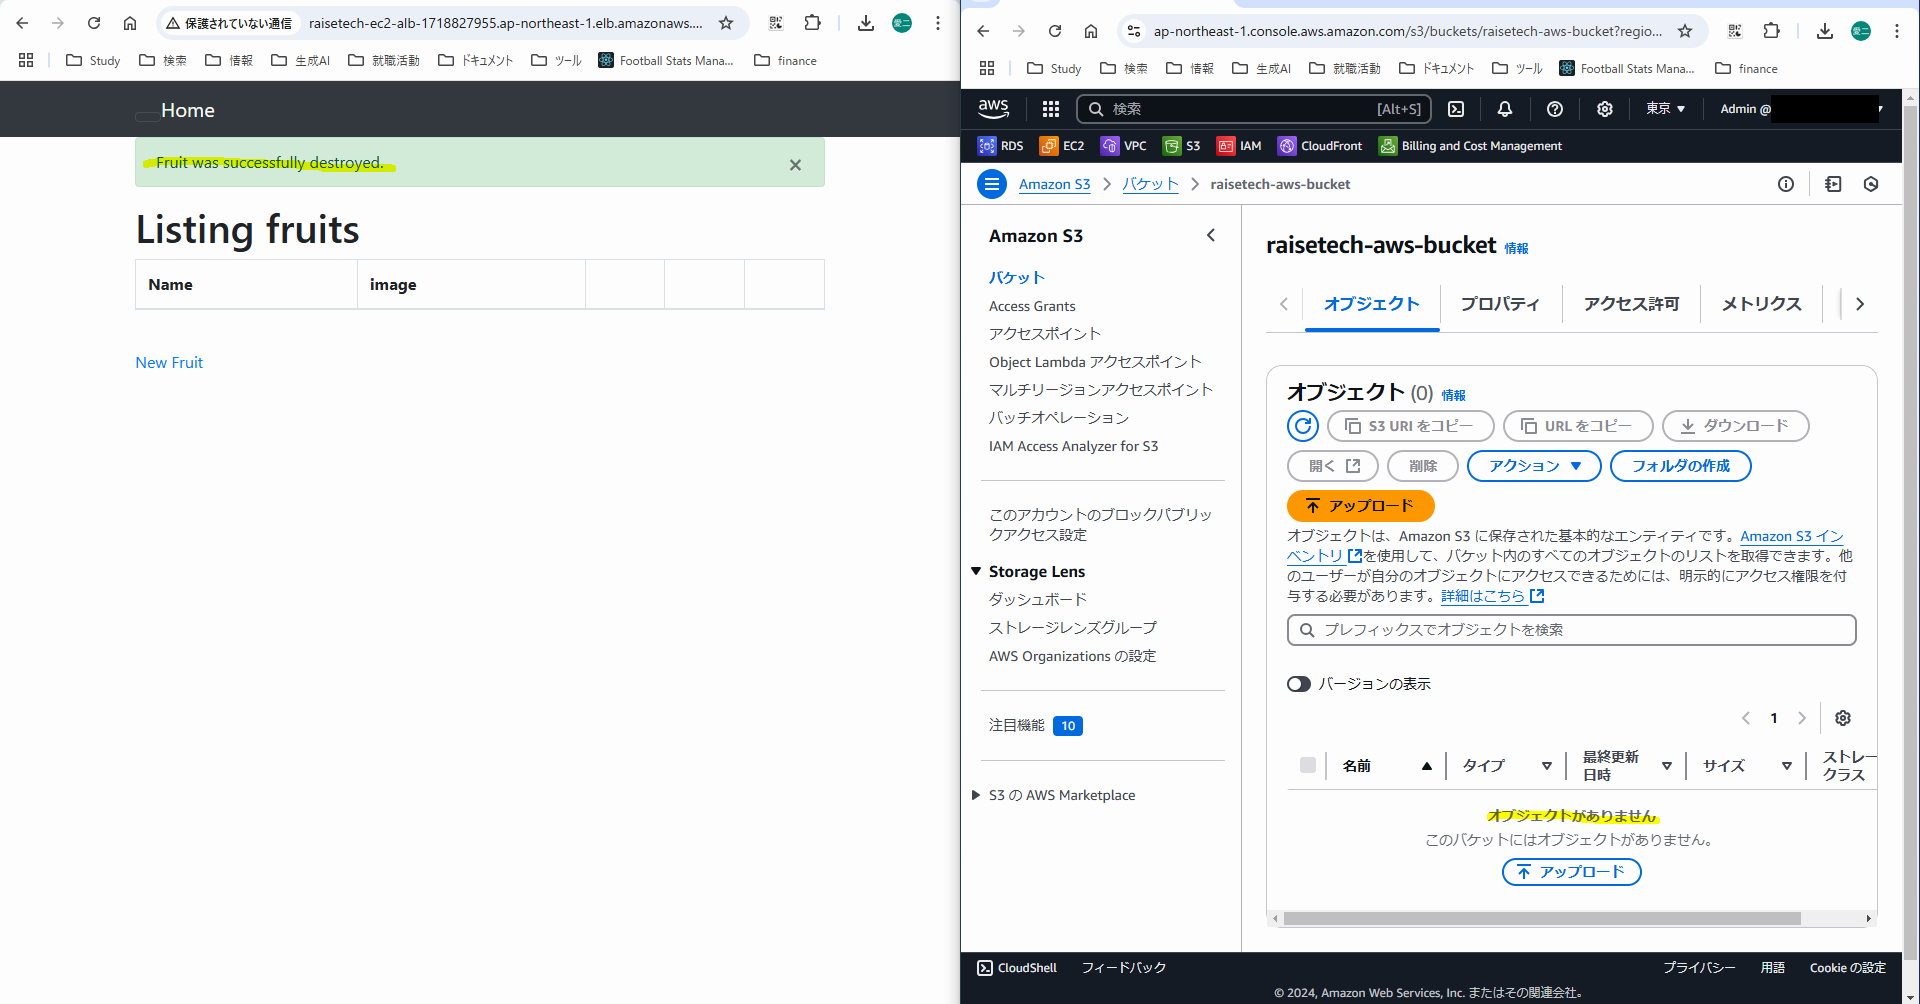 保護されていない通信 raisetech-ec2-alb-1718827955.ap-northeast-1.elb.amazonaws....
Study 検索 情報 生成AI 就職活動 ドキュメント ツール Football Stats Mana... finance
Home
Fruit was successfully destroyed.
Listing fruits
Name image
New Fruit
ap-northeast-1.console.aws.amazon.com/s3/buckets/raisetech-aws-bucket?regio...
Study 検索 情報 生成AI 就職活動 ドキュメント ツール Football Stats Mana... finance
aws 検索 [Alt+S] 東京 Admin @
RDS EC2 VPC S3 IAM CloudFront Billing and Cost Management
Amazon S3 バケット raisetech-aws-bucket
Amazon S3
バケット
Access Grants
アクセスポイント
Object Lambda アクセスポイント
マルチリージョンアクセスポイント
バッチオペレーション
IAM Access Analyzer for S3
このアカウントのブロックパブリッ
クアクセス設定
Storage Lens
ダッシュボード
ストレージレンズグループ
AWS Organizations の設定
注目機能 10
S3 の AWS Marketplace
raisetech-aws-bucket 情報
オブジェクト プロパティ アクセス許可 メトリクス
オブジェクト (0) 情報
S3 URI をコピー URL をコピー ダウンロード
開く 削除 アクション フォルダの作成
アップロード
オブジェクトは、Amazon S3 に保存された基本的なエンティティです。Amazon S3 イン
ベントリ を使用して、バケット内のすべてのオブジェクトのリストを取得できます。他
のユーザーが自分のオブジェクトにアクセスできるためには、明示的にアクセス権限を付
与する必要があります。詳細はこちら
プレフィックスでオブジェクトを検索
バージョンの表示
1
名前 タイプ 最終更新 サイズ ストレー
日時 クラス
オブジェクトがありません
このバケットにはオブジェクトがありません。
アップロード
CloudShell フィードバック プライバシー 用語 Cookie の設定
© 2024, Amazon Web Services, Inc. またはその関連会社。